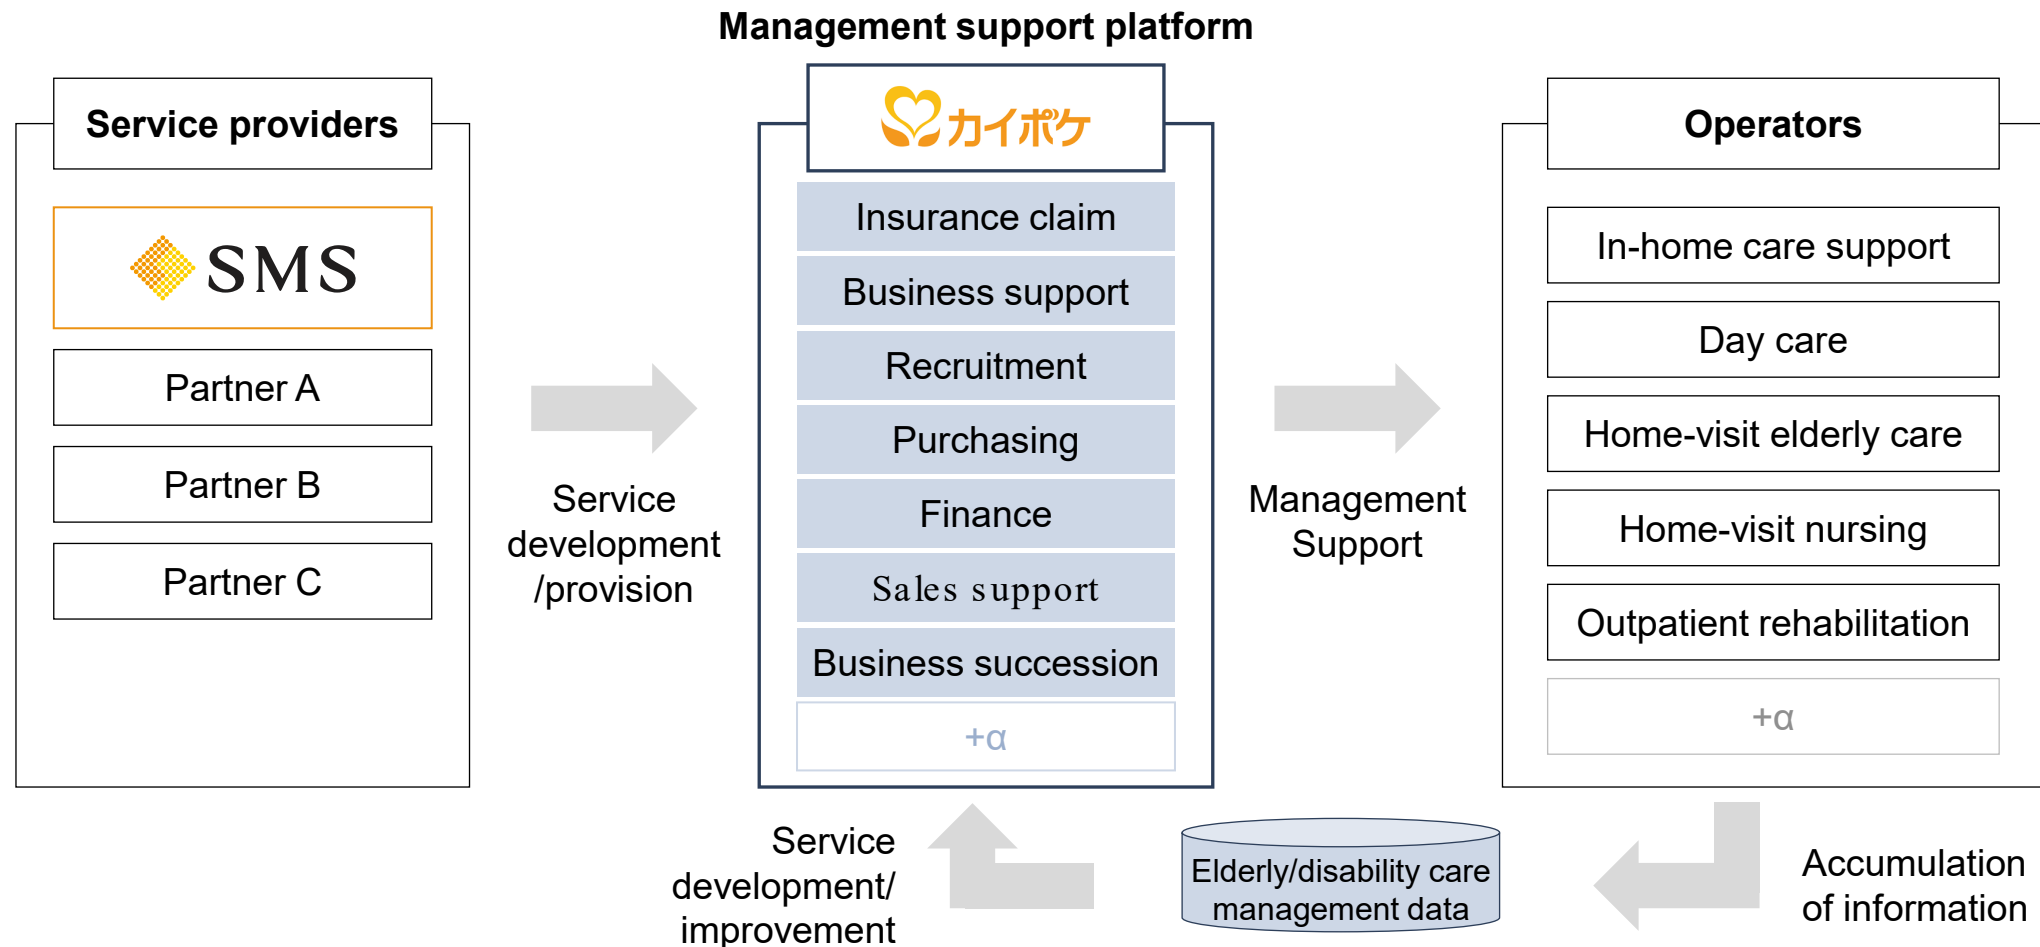 Management support platform
Service providers
SMS
Partner A
Partner B
Partner C
Service
development
/provision
カイポケ
Insurance claim
Business support
Recruitment
Purchasing
Finance
Sales support
Business succession
+α
Management
Support
Operators
In-home care support
Day care
Home-visit elderly care
Home-visit nursing
Outpatient rehabilitation
+α
Service
development/
improvement
Elderly/disability care
management data
Accumulation
of information